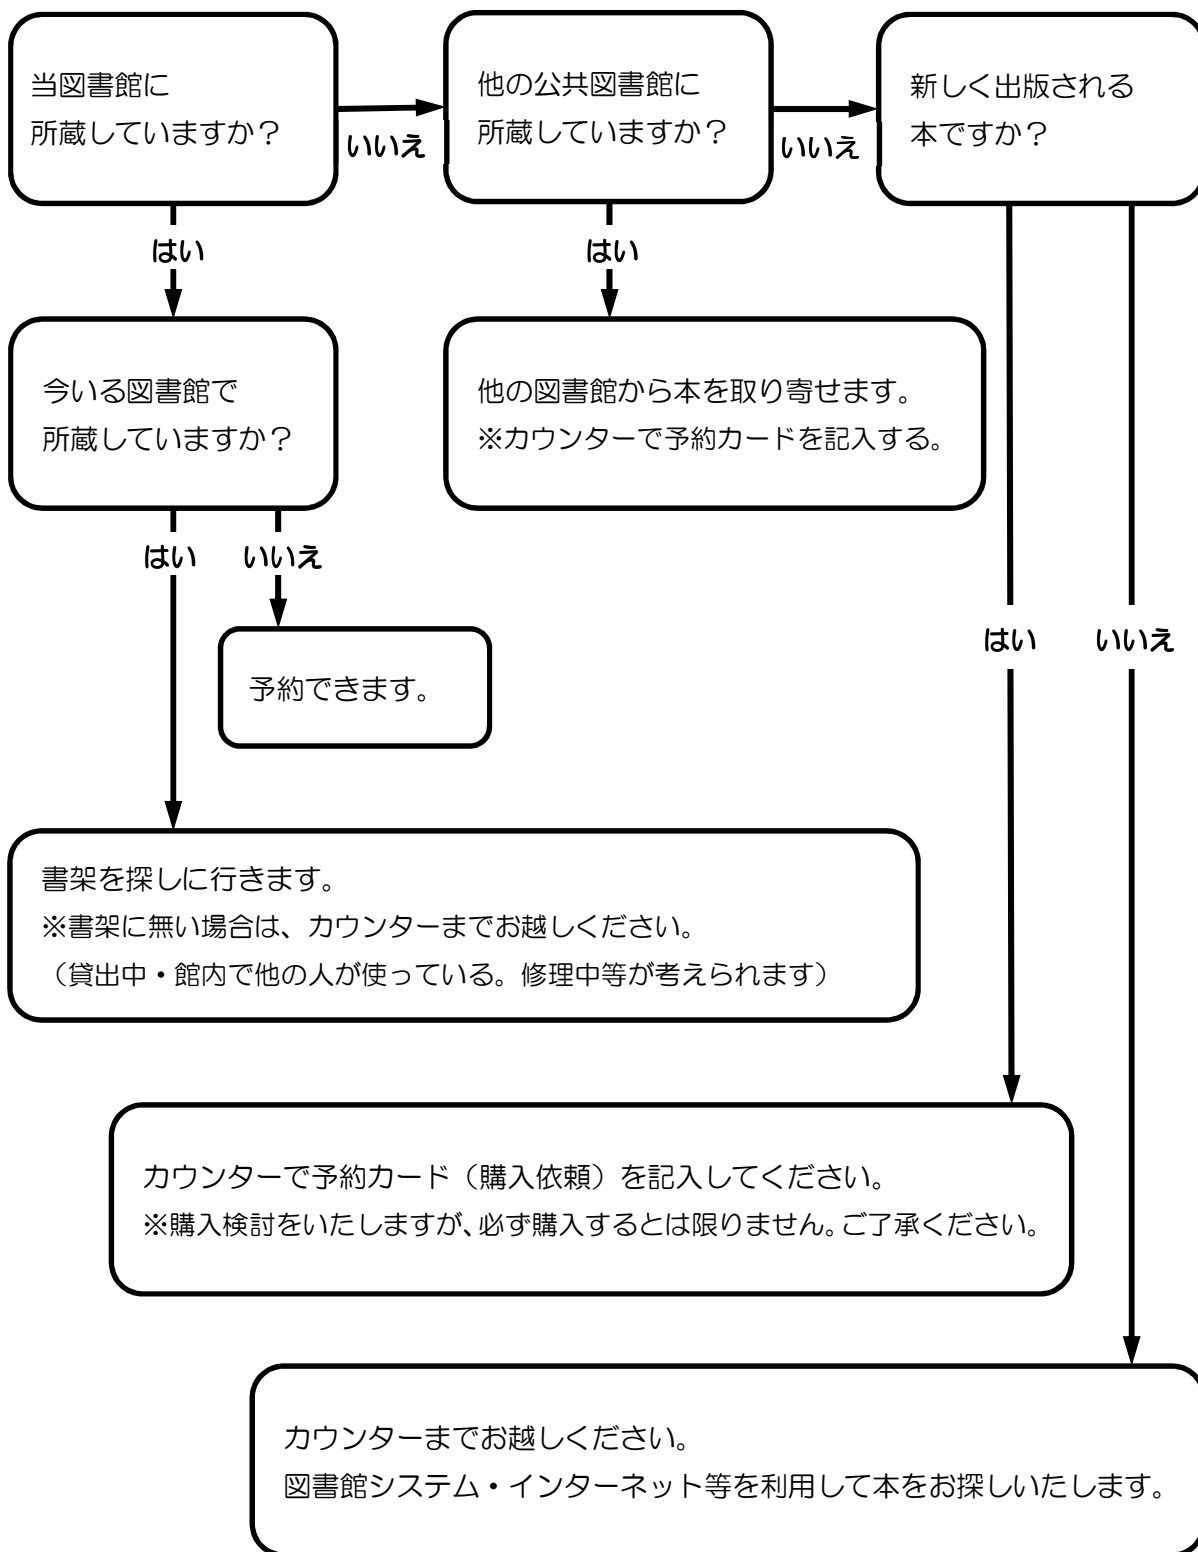 当図書館に
所蔵していますか？
いいえ
他の公共図書館に
所蔵していますか？
いいえ
新しく出版される
本ですか？
はい
はい
今いる図書館で
所蔵していますか？
他の図書館から本を取り寄せます。
※カウンターで予約カードを記入する。
はい
いいえ
はい
いいえ
予約できます。
書架を探しに行きます。
※書架に無い場合は、カウンターまでお越しください。
（貸出中・館内で他の人が使っている。修理中等が考えられます）
カウンターで予約カード（購入依頼）を記入してください。
※購入検討をいたしますが、必ず購入するとは限りません。ご了承ください。
カウンターまでお越しください。
図書館システム・インターネット等を利用して本をお探しいたします。